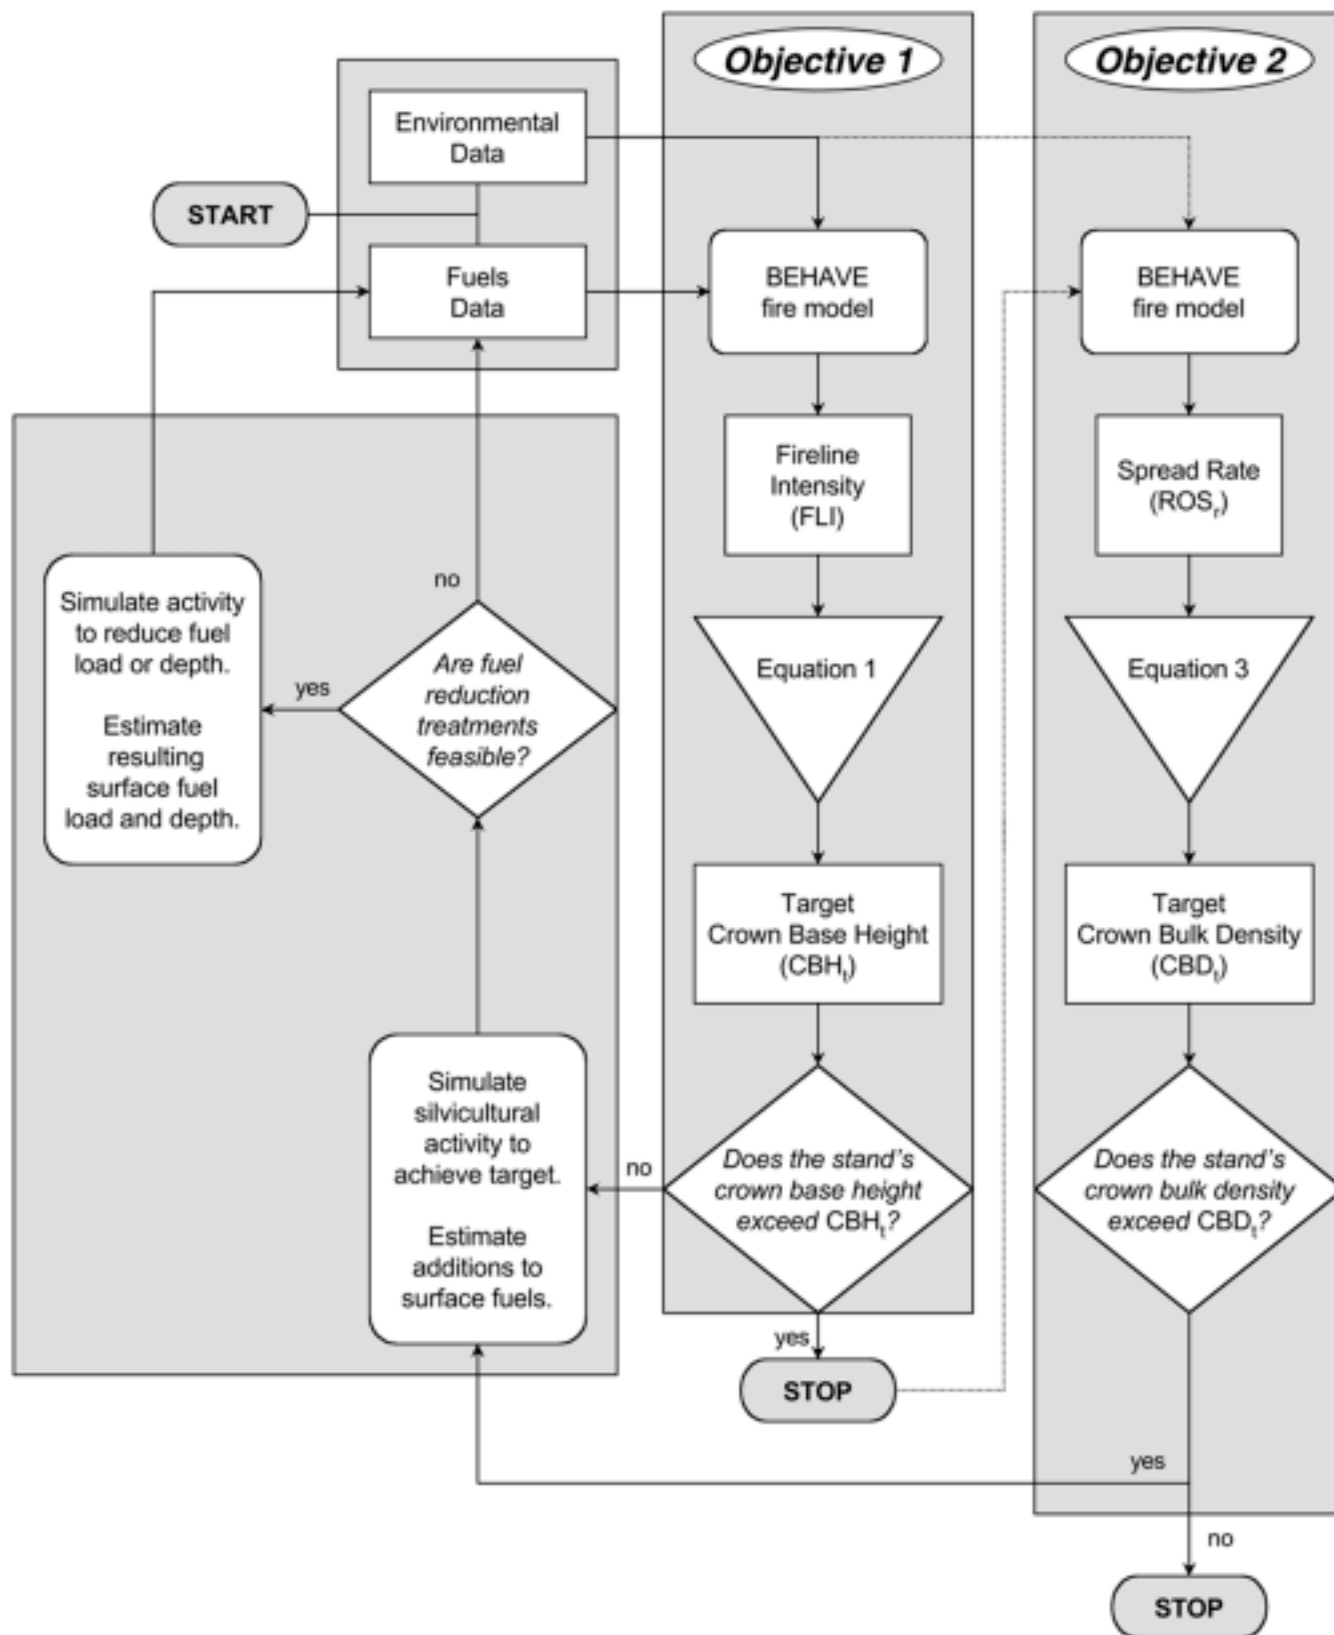 Objective 1
Objective 2
Environmental
Data
START
Fuels
Data
BEHAVE
fire model
BEHAVE
fire model
Fireline
Intensity
(FLI)
Spread Rate
(ROSr)
no
Simulate activity
to reduce fuel
load or depth.
Estimate
resulting
surface fuel
load and depth.
yes
Are fuel
reduction
treatments
feasible?
Equation 1
Equation 3
Target
Crown Base Height
(CBHt)
Target
Crown Bulk Density
(CBDt)
Simulate
silvicultural
activity to
achieve target.
Estimate
additions to
surface fuels.
no
Does the stand's
crown base height
exceed CBHt?
Does the stand's
crown bulk density
exceed CBDt?
yes
STOP
yes
no
STOP